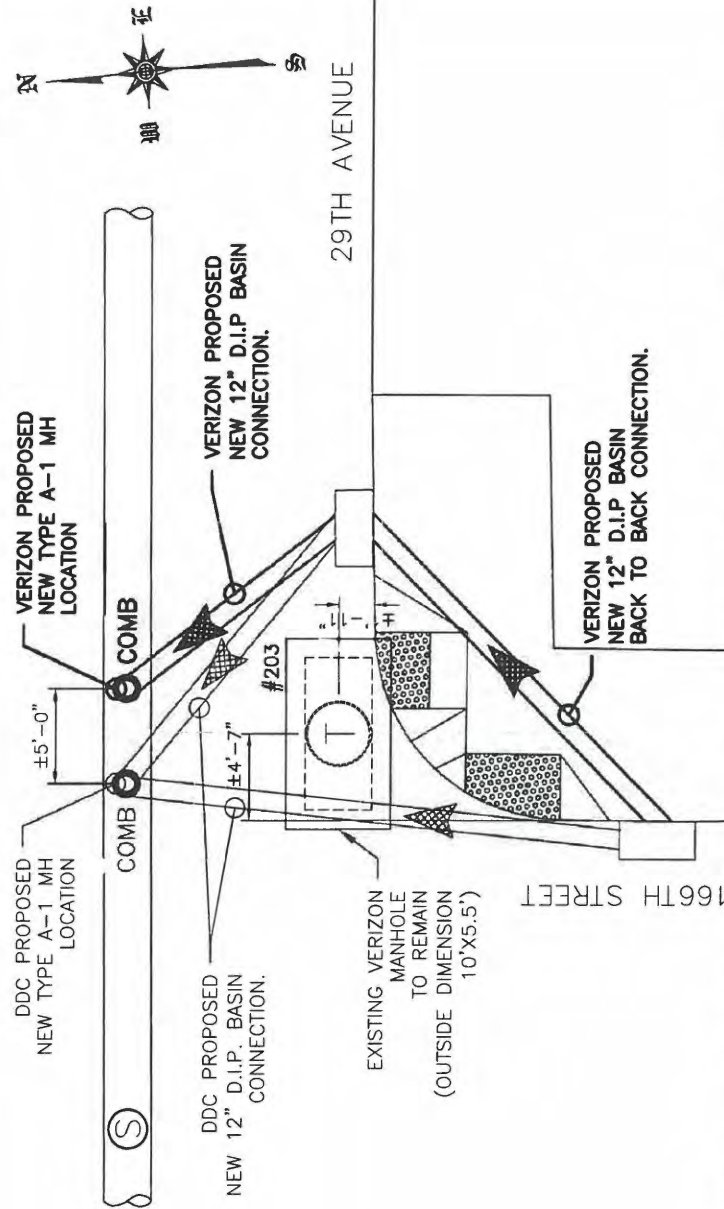 N
E
S
W
VERIZON PROPOSED
NEW TYPE A-1 MH
LOCATION
DDC PROPOSED
NEW TYPE A-1 MH
LOCATION
±5'-0"
COMB
COMB
S
VERIZON PROPOSED
NEW 12" D.I.P BASIN
CONNECTION.
29TH AVENUE
DDC PROPOSED
NEW 12" D.I.P. BASIN
CONNECTION.
±4'-7"
#203
T
EXISTING VERIZON
MANHOLE
TO REMAIN
(OUTSIDE DIMENSION
10'X5.5')
VERIZON PROPOSED
NEW 12" D.I.P BASIN
BACK TO BACK CONNECTION.
166TH STREET